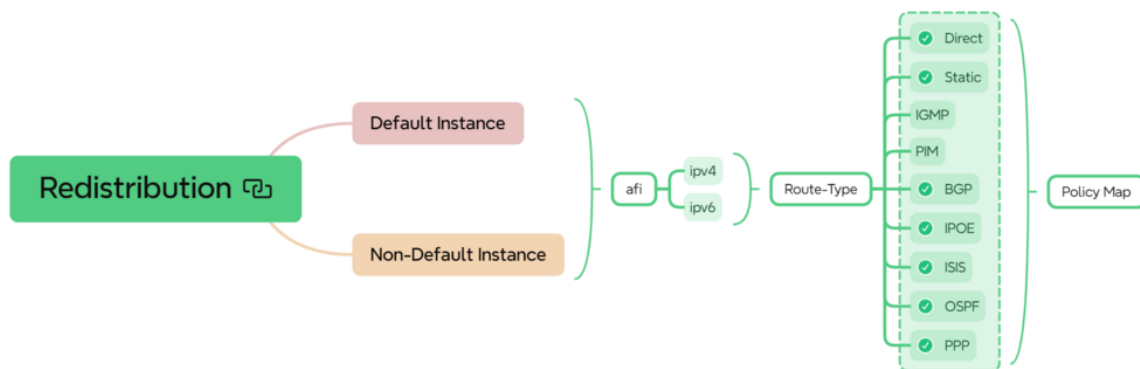 Redistribution
Default Instance
Non-Default Instance
afi
ipv4
ipv6
Route-Type
Direct
Static
IGMP
PIM
BGP
IPOE
ISIS
OSPF
PPP
Policy Map